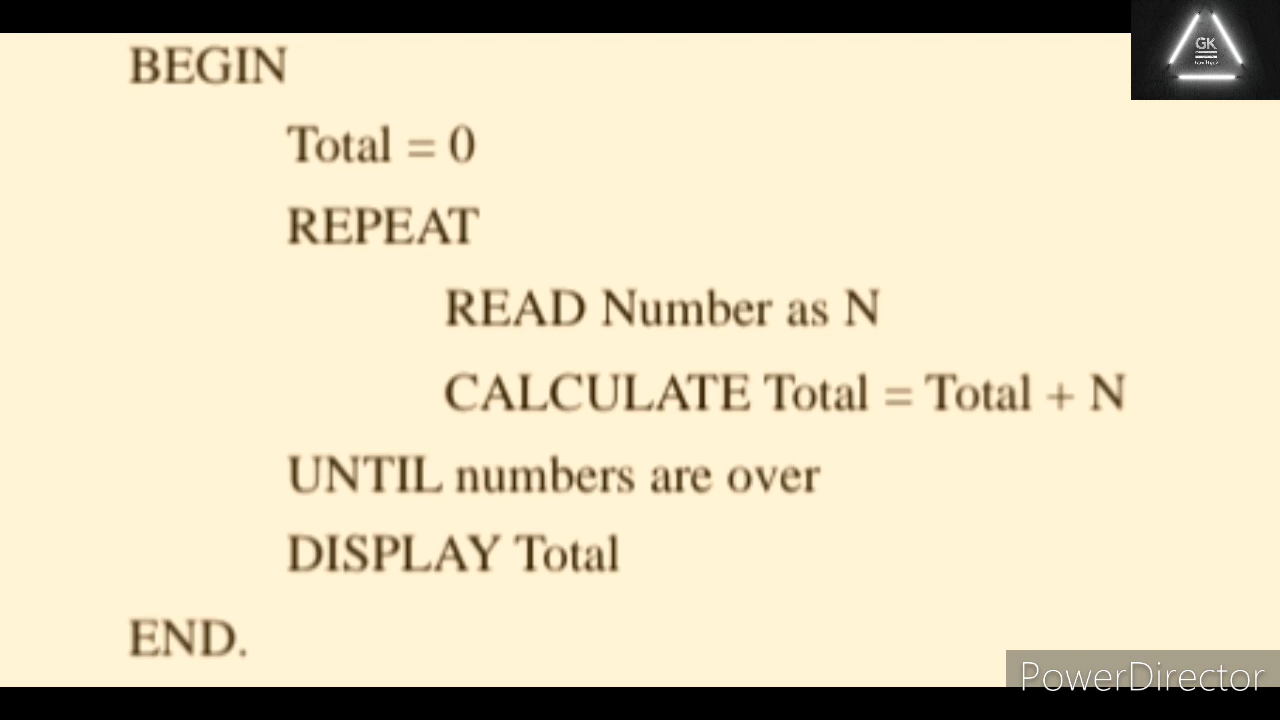 GK
BEGIN
Total = 0
REPEAT
READ Number as N
CALCULATE Total = Total + N
UNTIL numbers are over
DISPLAY Total
END.
PowerDirector